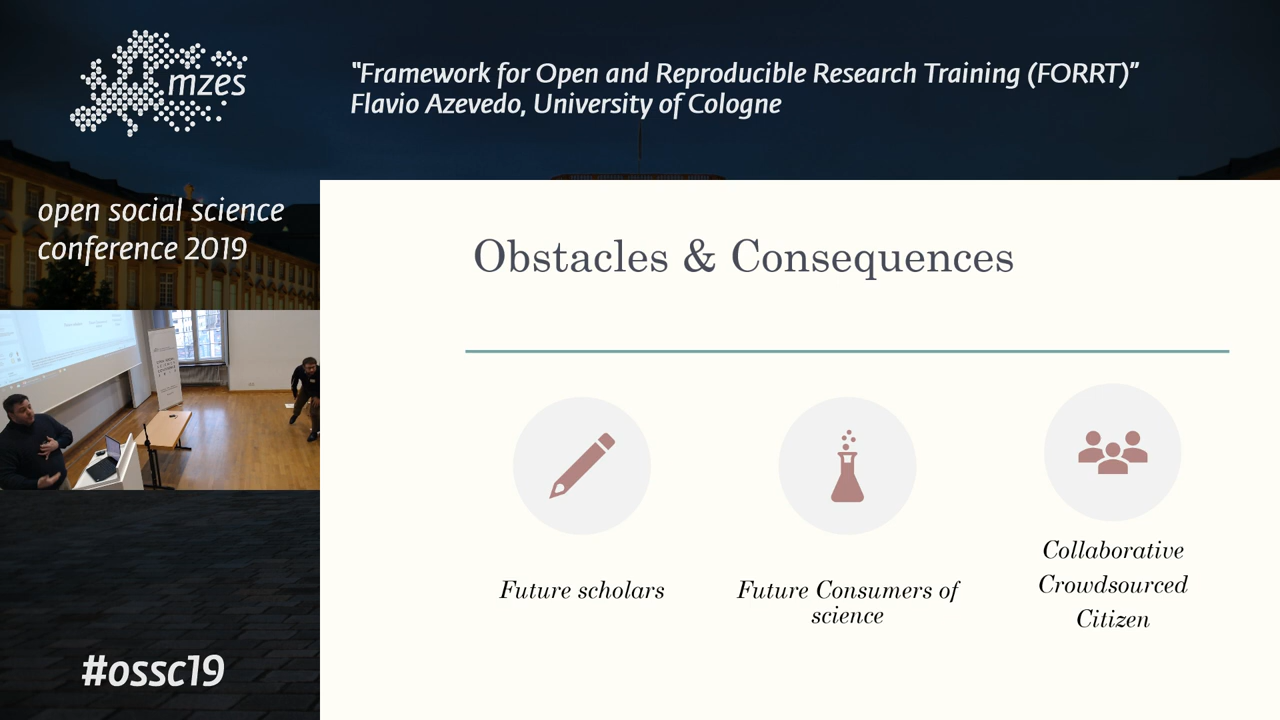 mzes
"Framework for Open and Reproducible Research Training (FORRT)"
Flavio Azevedo, University of Cologne
open social science
conference 2019
Obstacles & Consequences
Future scholars
Future Consumers of
science
Collaborative
Crowdsourced
Citizen
#ossc19